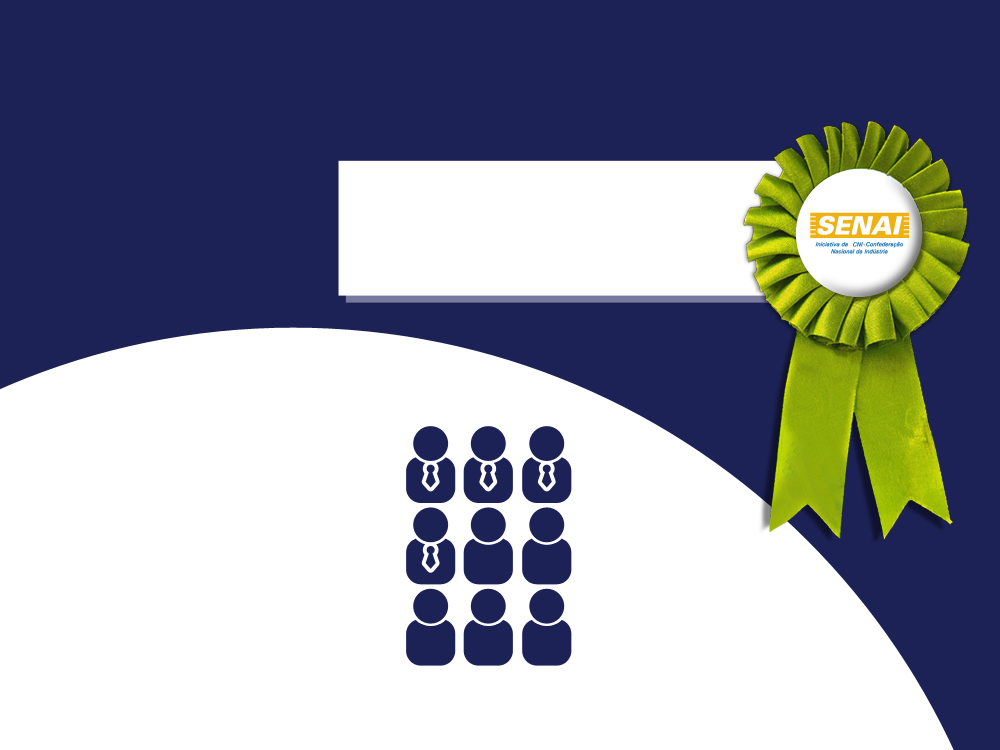 SENAI
Iniciativa da CNI-Confederação
Nacional da Indústria